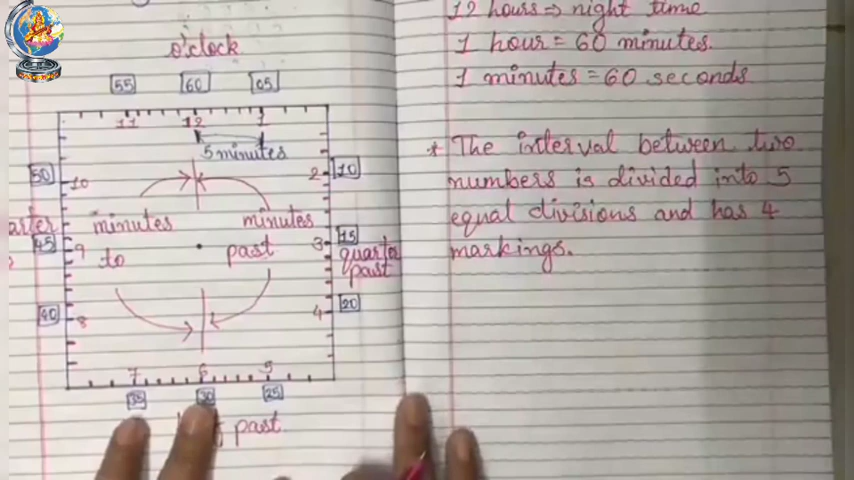 o'clock
55 60 05
11 12 1
5 minutes
50 10 2 10
minutes minutes
45 9 3 15
to past quarter
past
40 8 4 20
7 6 5
35 30 25
past
12 hours => night time
1 hour = 60 minutes.
1 minutes = 60 seconds
* The interval between two
numbers is divided into 5
equal divisions and has 4
markings.